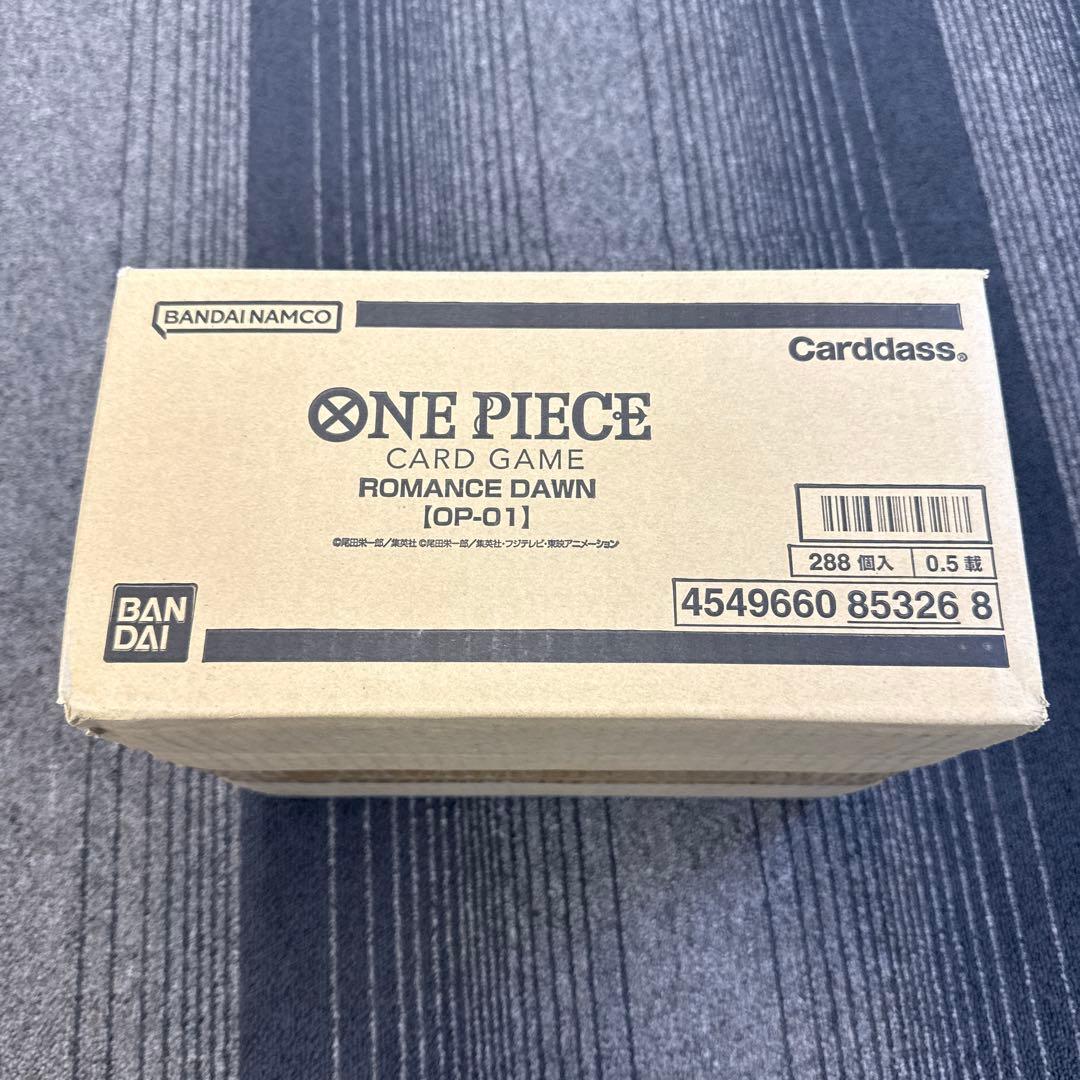 BANDAI NAMCO
Carddass®
ONE PIECE
CARD GAME
ROMANCE DAWN
【OP-01】
©尾田栄一郎／集英社 ©尾田栄一郎／集英社・フジテレビ・東映アニメーション
288 個入 0.5 載
4549660 85326 8
BAN
DAI